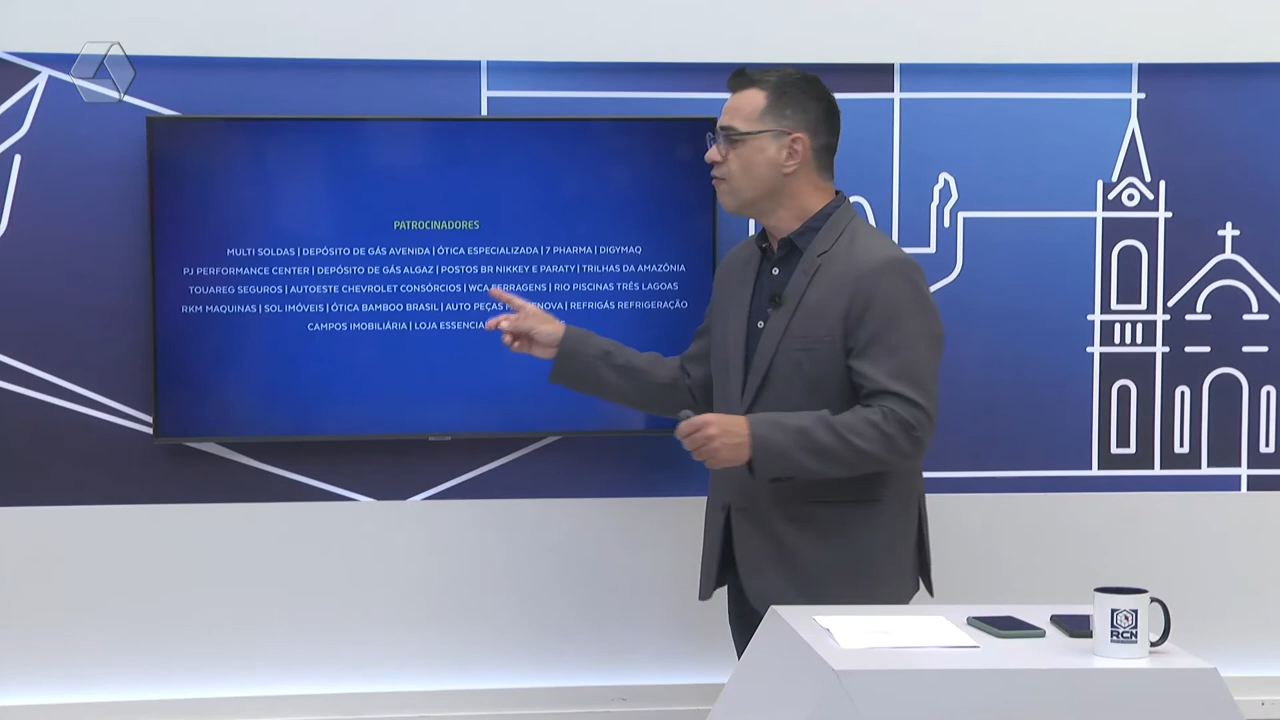 PATROCINADORES
MULTI SOLDAS | DEPÓSITO DE GÁS AVENIDA | ÓTICA ESPECIALIZADA | 7 PHARMA | DIGYMAQ
PJ PERFORMANCE CENTER | DEPÓSITO DE GÁS ALGAZ | POSTOS BR NIKKEY E PARATY | TRILHAS DA AMAZÔNIA
TOUAREG SEGUROS | AUTOESTE CHEVROLET CONSÓRCIOS | WCA FERRAGENS | RIO PISCINAS TRÊS LAGOAS
RKM MAQUINAS | SOL IMÓVEIS | ÓTICA BAMBOO BRASIL | AUTO PEÇAS | REFRIGÁS REFRIGERAÇÃO
CAMPOS IMOBILIÁRIA | LOJA ESSENCIAL
RCN